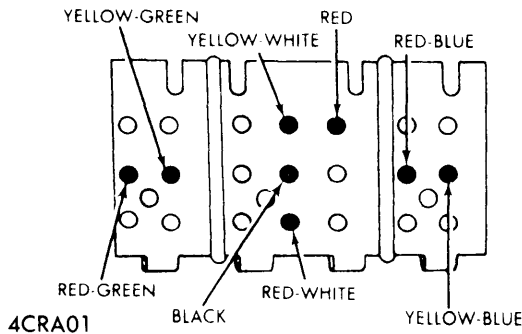 YELLOW-GREEN
RED
YELLOW-WHITE
RED-BLUE
RED-GREEN
BLACK
RED-WHITE
YELLOW-BLUE
4CRA01